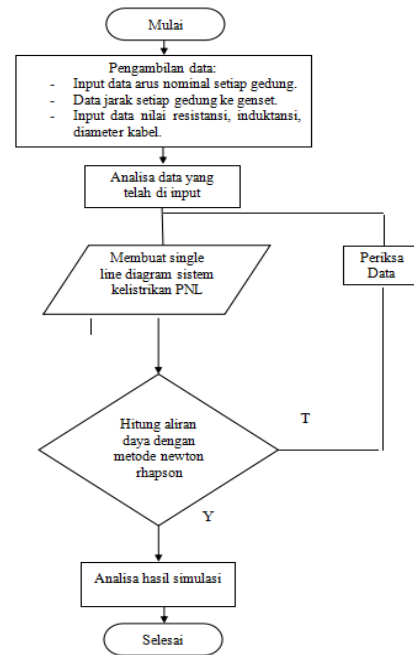 Mulai
Pengambilan data:
- Input data arus nominal setiap gedung.
- Data jarak setiap gedung ke genset.
- Input data nilai resistansi, induktansi,
diameter kabel.
Analisa data yang
telah di input
Membuat single
line diagram sistem
kelistrikan PNL
Periksa
Data
Hitung aliran
daya dengan
metode newton
rhapson
T
Y
Analisa hasil simulasi
Selesai